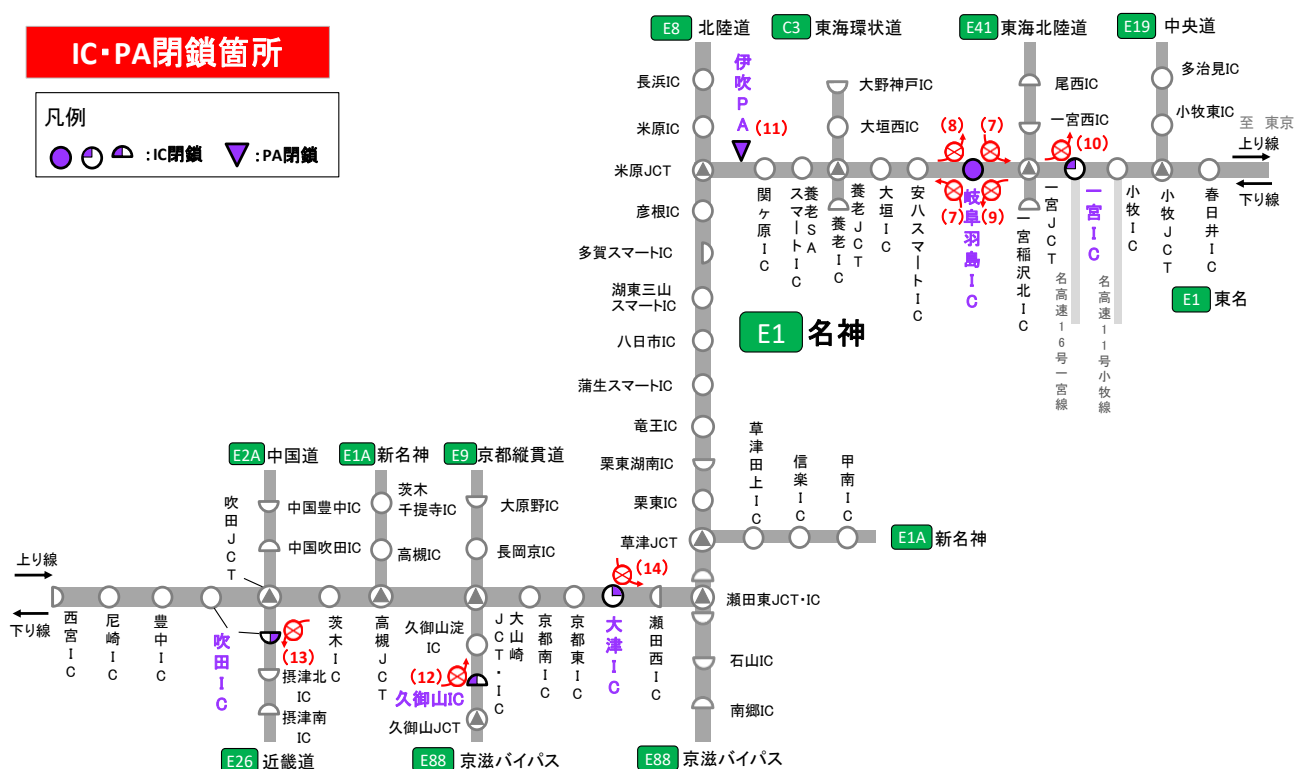 IC・PA閉鎖箇所
凡例
：IC閉鎖
：PA閉鎖
E8 北陸道
C3 東海環状道
E41 東海北陸道
E19 中央道
長浜IC
米原IC
米原JCT
彦根IC
多賀スマートIC
湖東三山
スマートIC
八日市IC
蒲生スマートIC
竜王IC
栗東湖南IC
栗東IC
草津JCT
瀬田東JCT・IC
石山IC
南郷IC
E88 京滋バイパス
伊吹PA
(11)
関ヶ原IC
養老SA
スマートIC
大野神戸IC
大垣西IC
養老JCT
養老IC
大垣IC
安八スマートIC
(8)
(7)
(7)
(9)
岐阜羽島IC
尾西IC
一宮西IC
一宮JCT
一宮稲沢北IC
(10)
一宮IC
名高速16号一宮線
小牧IC
名高速11号小牧線
多治見IC
小牧東IC
小牧JCT
春日井IC
至 東京
上り線
下り線
E1 東名
E1 名神
草津田上IC
信楽IC
甲南IC
E1A 新名神
E2A 中国道
E1A 新名神
E9 京都縦貫道
吹田JCT
中国豊中IC
中国吹田IC
茨木
千提寺IC
高槻IC
大原野IC
長岡京IC
上り線
下り線
西宮IC
尼崎IC
豊中IC
吹田IC
(13)
摂津北
IC
摂津南
IC
E26 近畿道
茨木IC
高槻JCT
久御山淀
IC
(12)
久御山IC
久御山JCT
E88 京滋バイパス
大山崎
JCT・IC
京都南IC
京都東IC
(14)
大津IC
瀬田西IC